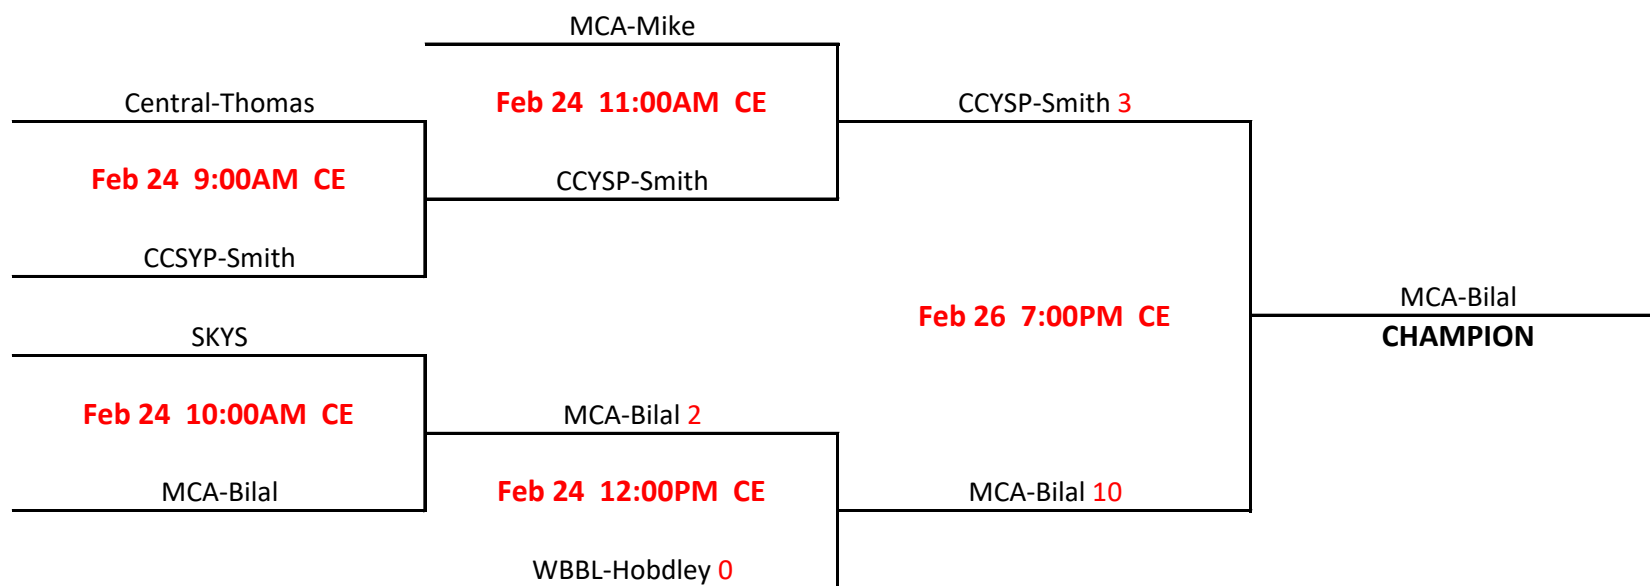 MCA-Mike
Central-Thomas
Feb 24 11:00AM CE
CCYSP-Smith 3
Feb 24 9:00AM CE
CCYSP-Smith
CCSYP-Smith
MCA-Bilal
Feb 26 7:00PM CE
CHAMPION
SKYS
Feb 24 10:00AM CE
MCA-Bilal 2
MCA-Bilal
Feb 24 12:00PM CE
MCA-Bilal 10
WBBL-Hobdley 0